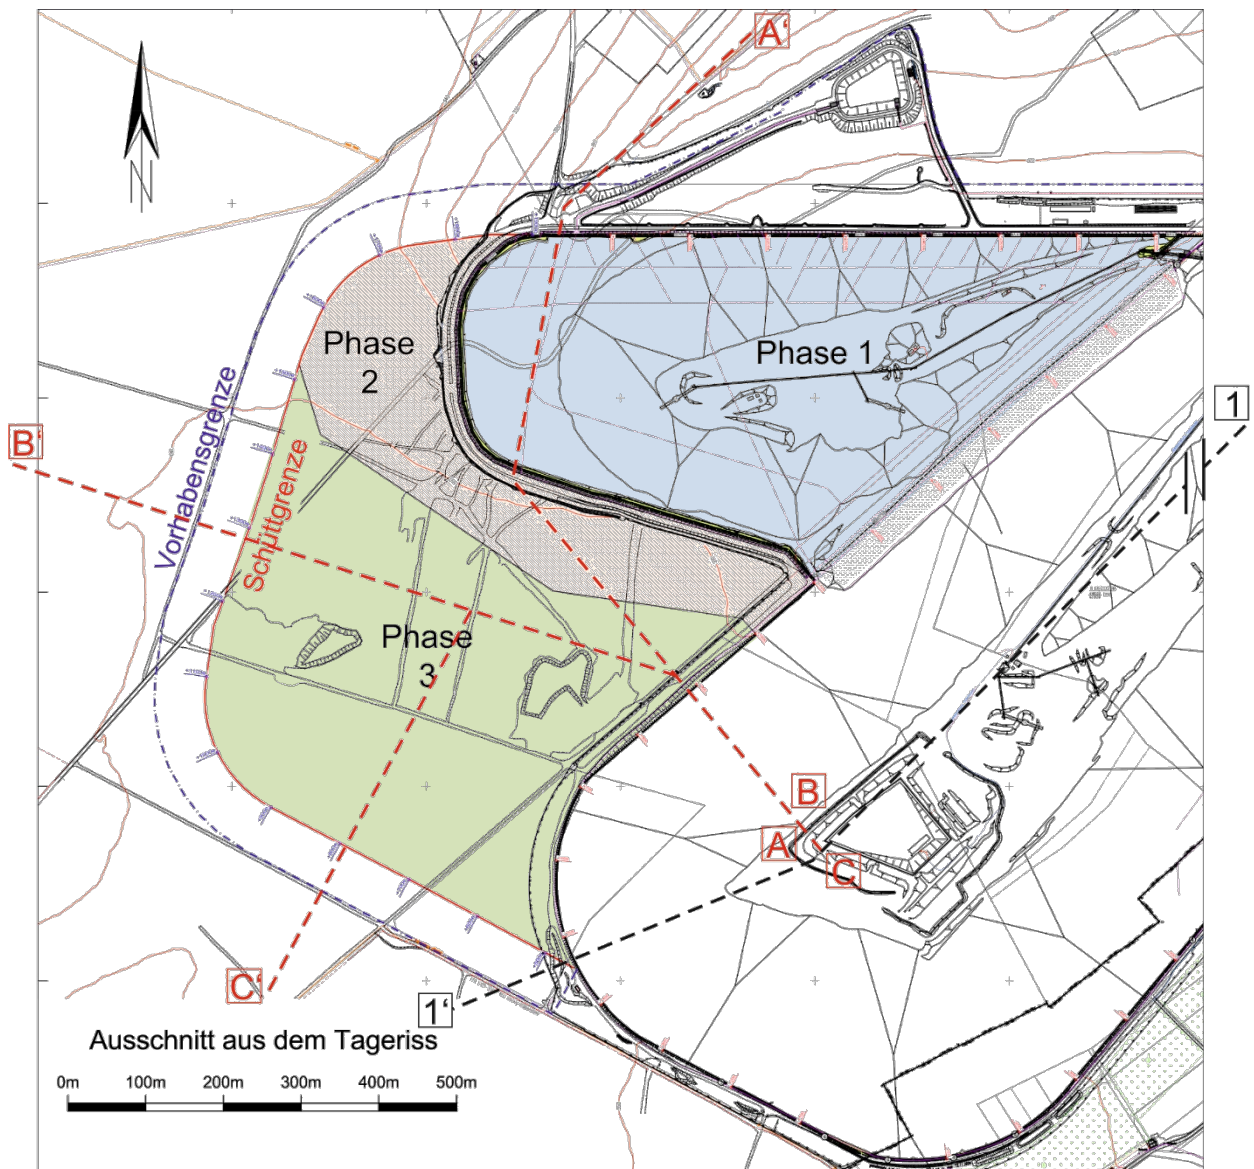 A'
N
Phase
2
Phase 1
1
B'
Vorhabensgrenze
Schüttgrenze
Phase
3
B
A
C
C'
1'
Ausschnitt aus dem Tageriss
0m 100m 200m 300m 400m 500m